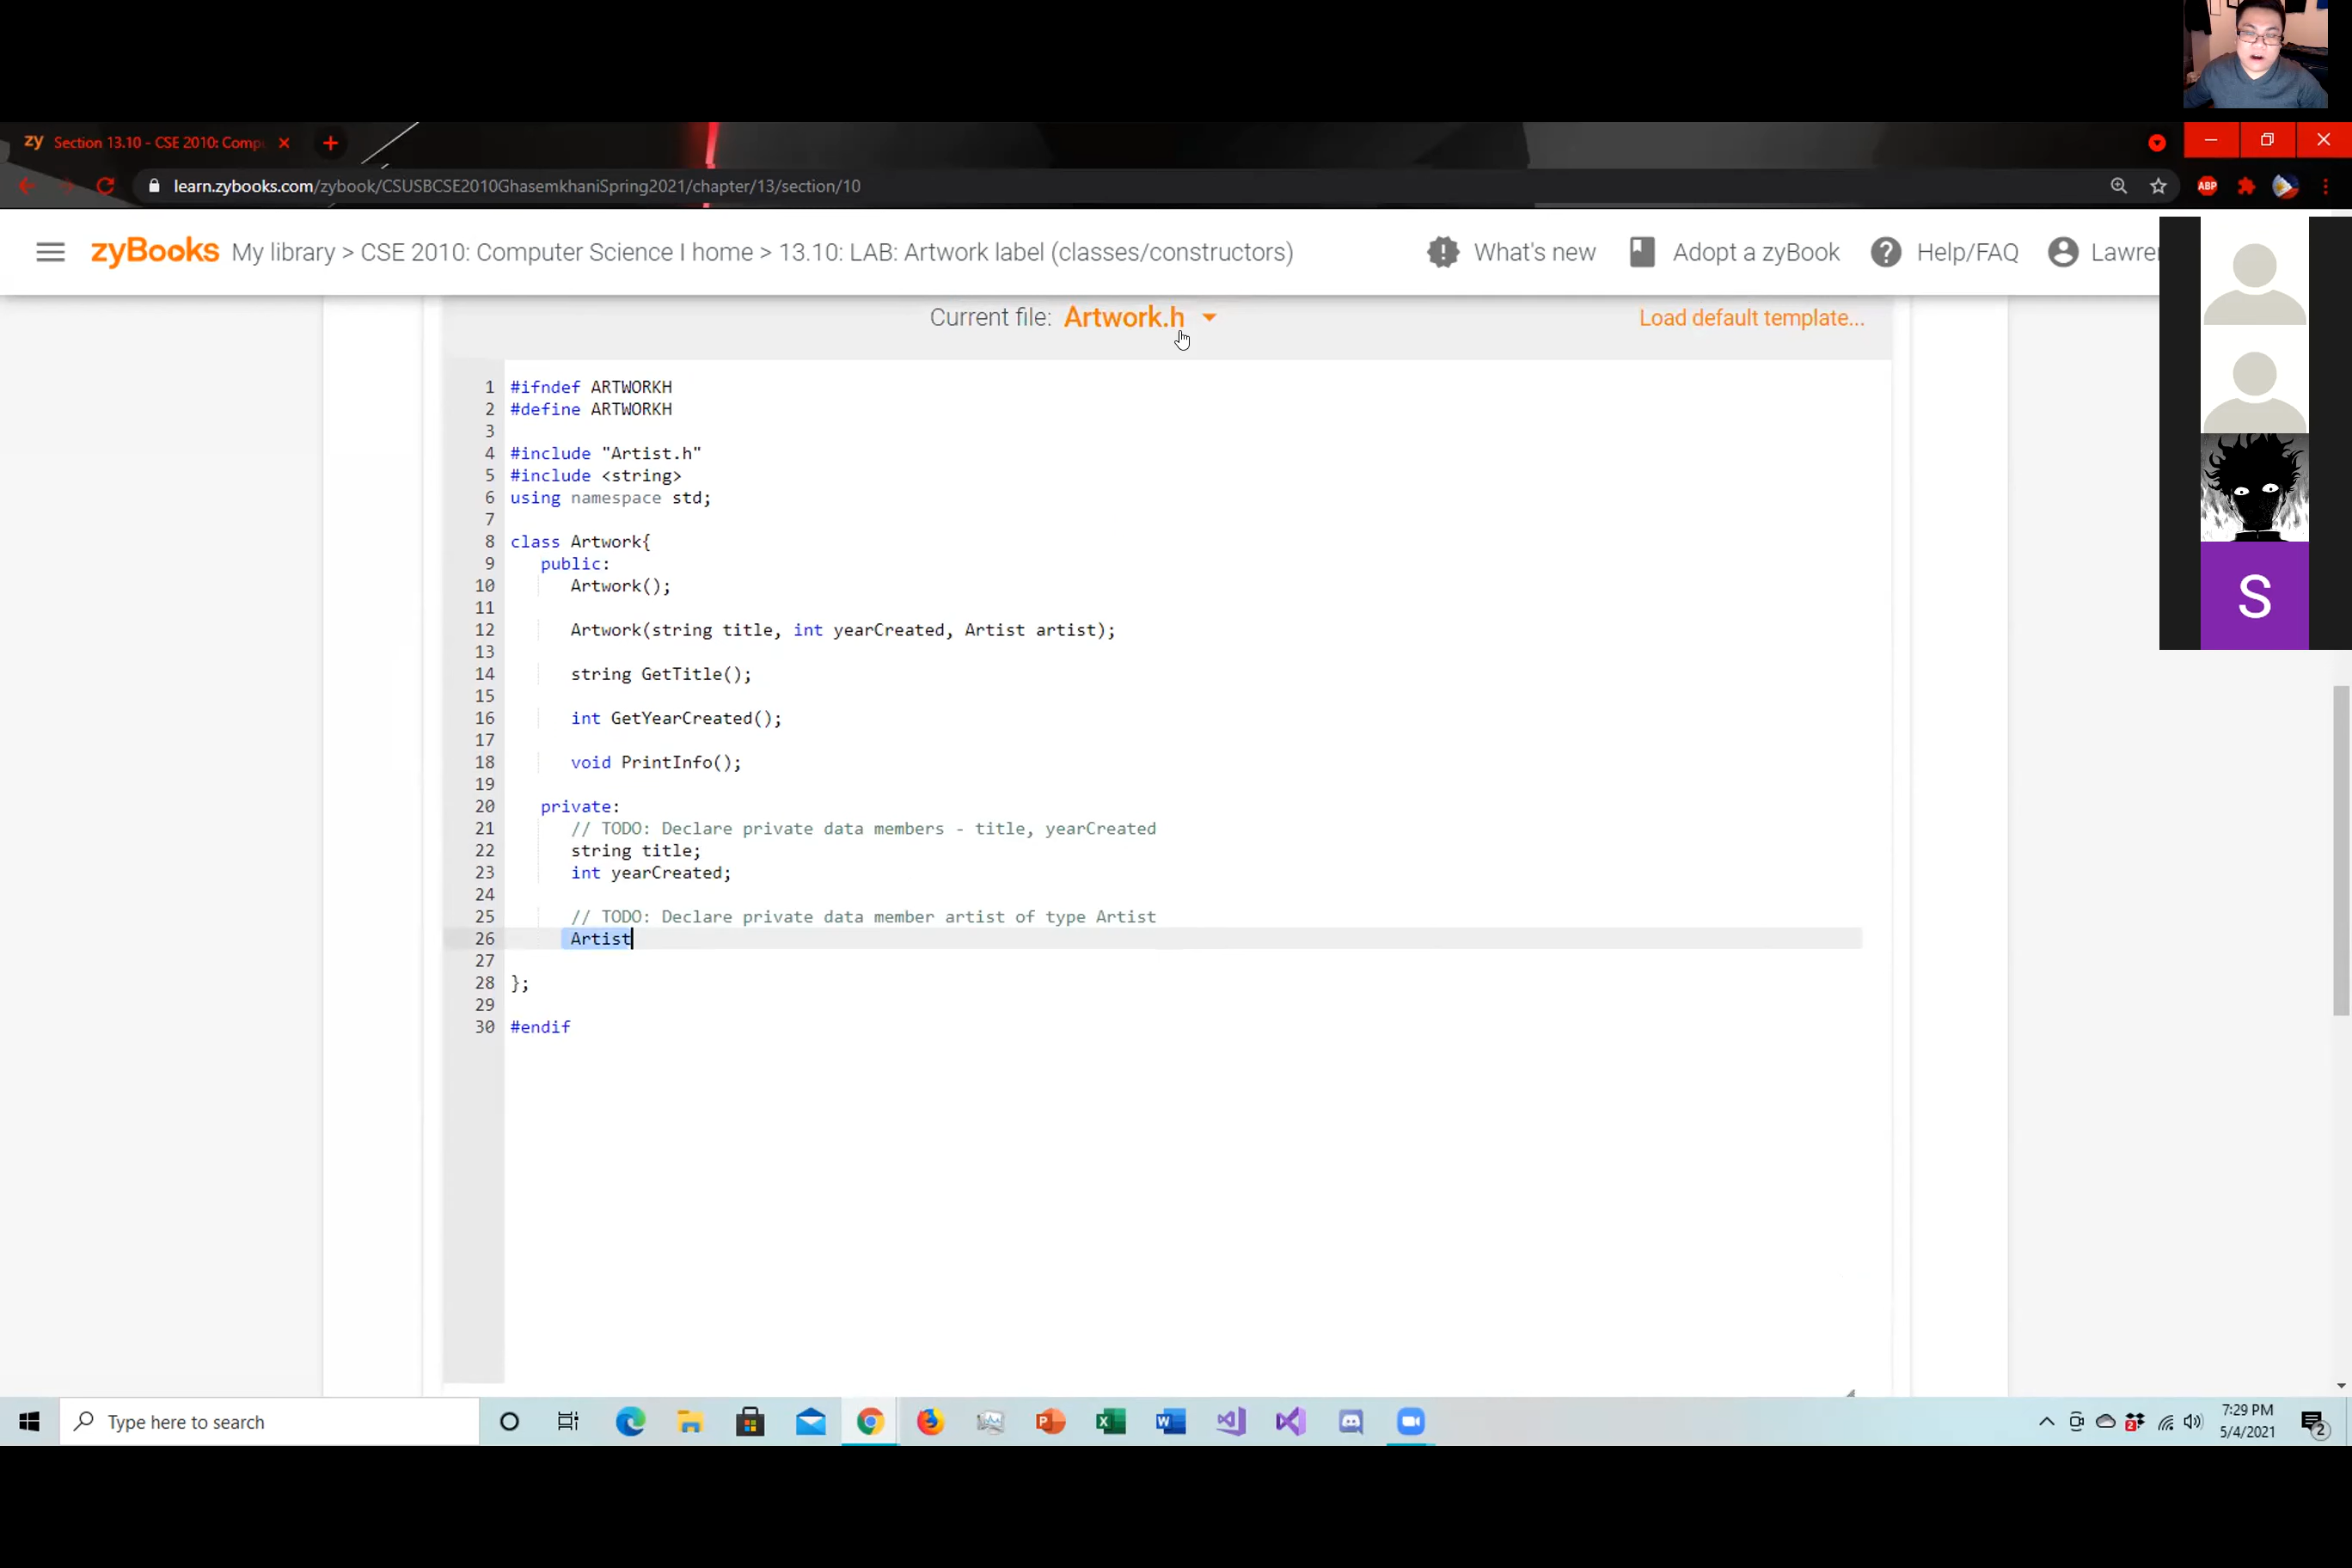 zy Section 13.10 - CSE 2010: Comp
learn.zybooks.com/zybook/CSUSBCSE2010GhasemkhaniSpring2021/chapter/13/section/10
ABP
zyBooks My library > CSE 2010: Computer Science I home > 13.10: LAB: Artwork label (classes/constructors)
What's new
Adopt a zyBook
Help/FAQ
Lawre
Current file: Artwork.h
Load default template...
1 #ifndef ARTWORKH
2 #define ARTWORKH
3
4 #include "Artist.h"
5 #include <string>
6 using namespace std;
7
8 class Artwork{
9 public:
10 Artwork();
11
12 Artwork(string title, int yearCreated, Artist artist);
13
14 string GetTitle();
15
16 int GetYearCreated();
17
18 void PrintInfo();
19
20 private:
21 // TODO: Declare private data members - title, yearCreated
22 string title;
23 int yearCreated;
24
25 // TODO: Declare private data member artist of type Artist
26 Artist
27
28 };
29
30 #endif
S
Type here to search
7:29 PM
5/4/2021
2